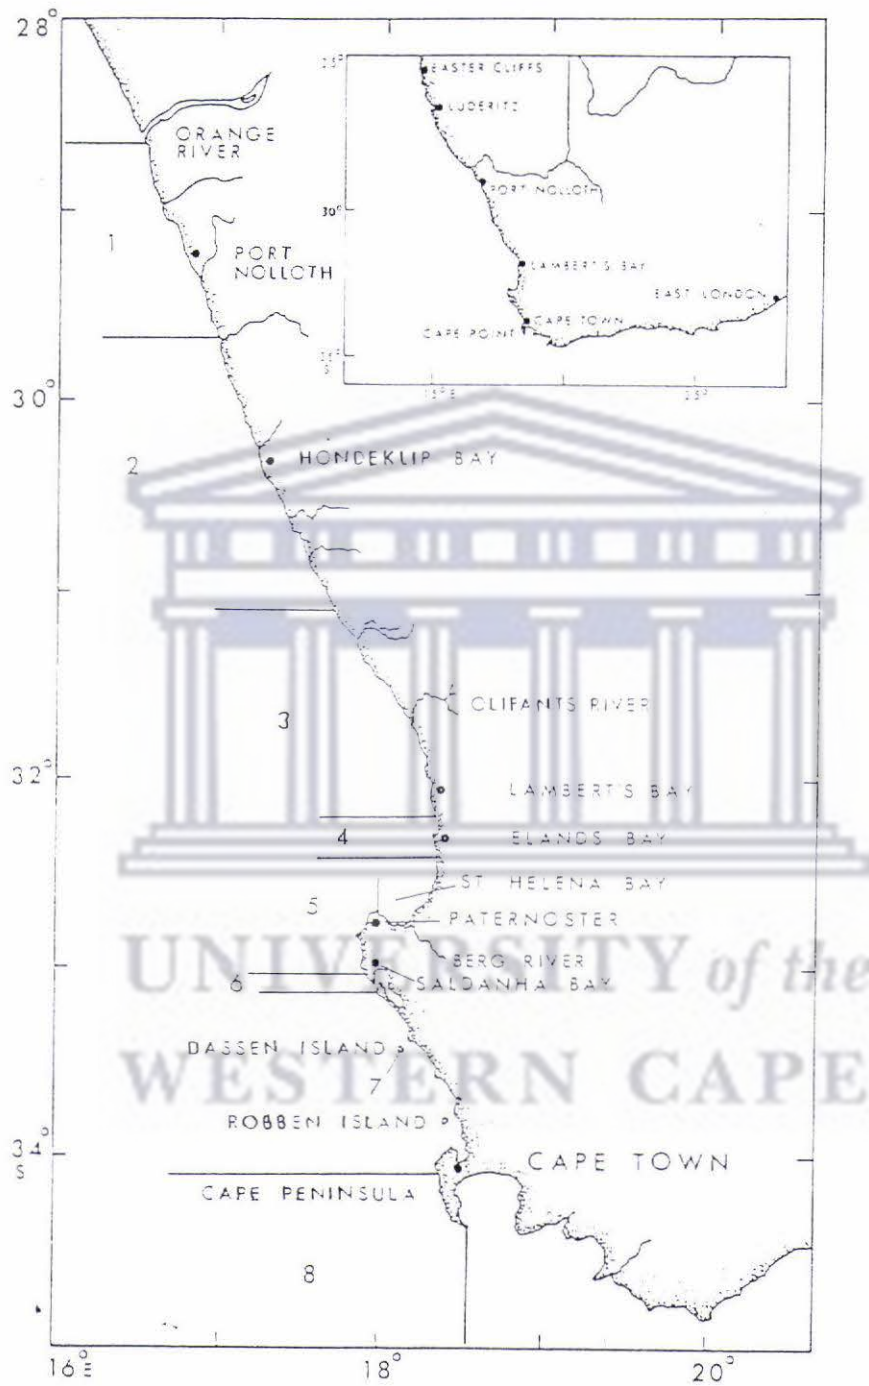 28°
25°
EASTER CLIFFS
LUDERITZ
ORANGE
RIVER
PORT NOLLOTH
30°
1
PORT
NOLLOTH
LAMBERT'S BAY
EAST LONDON
CAPE TOWN
CAPE POINT
S
15°E
25°
30°
2
HONDEKLIP BAY
3
OLIFANTS RIVER
32°
LAMBERT'S BAY
4
ELANDS BAY
ST HELENA BAY
5
PATERNOSTER
UNIVERSITY of the
BERG RIVER
6
SALDANHA BAY
DASSEN ISLAND
WESTERN CAPE
7
ROBBEN ISLAND
34°
S
CAPE TOWN
CAPE PENINSULA
8
16°E
18°
20°